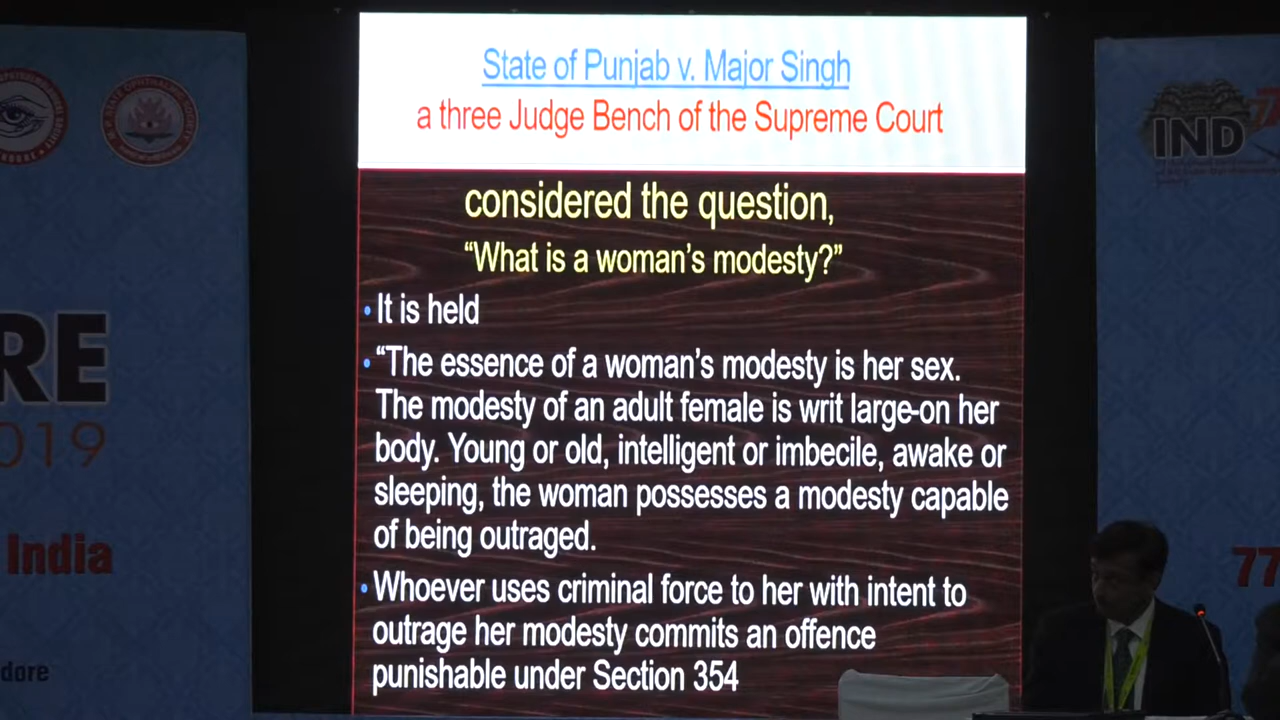 State of Punjab v. Major Singh
a three Judge Bench of the Supreme Court
considered the question,
“What is a woman’s modesty?”
• It is held
• “The essence of a woman’s modesty is her sex.
The modesty of an adult female is writ large-on her
body. Young or old, intelligent or imbecile, awake or
sleeping, the woman possesses a modesty capable
of being outraged.
• Whoever uses criminal force to her with intent to
outrage her modesty commits an offence
punishable under Section 354
RE
019
India
dore
IND
77